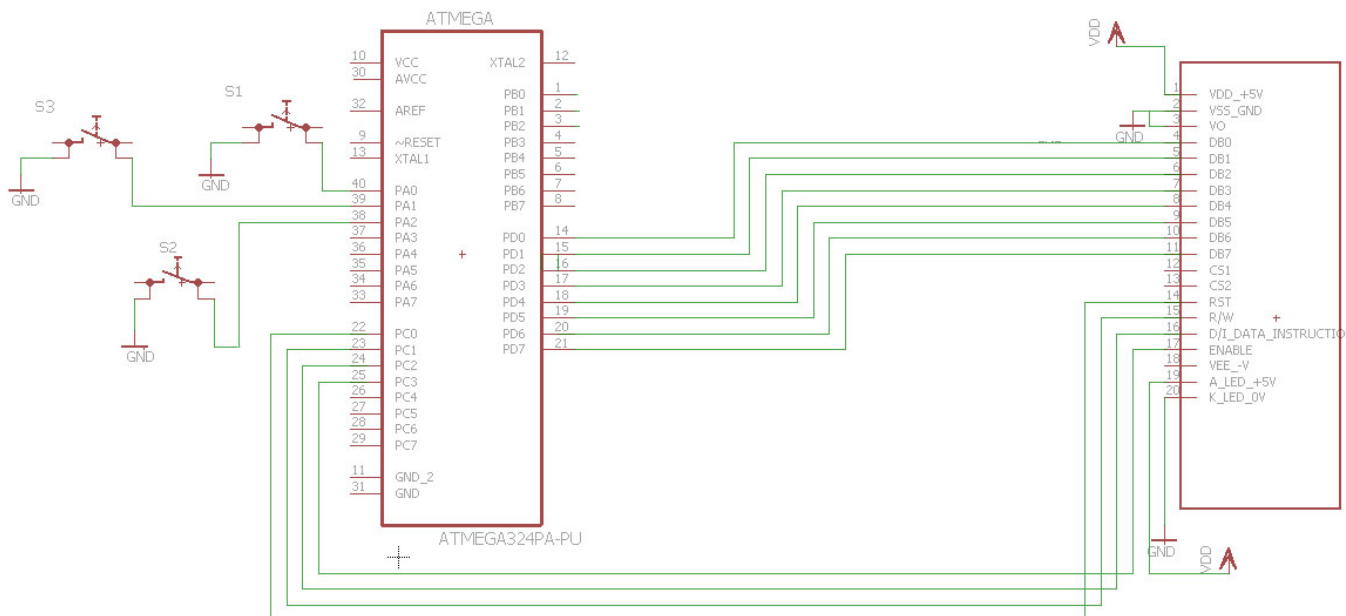 ATMEGA
10 VCC
30 AVCC
32 AREF
9 ~RESET
13 XTAL1
40 PA0
39 PA1
38 PA2
37 PA3
36 PA4
35 PA5
34 PA6
33 PA7
22 PC0
23 PC1
24 PC2
25 PC3
26 PC4
27 PC5
28 PC6
29 PC7
11 GND_2
31 GND
XTAL2 12
PB0 1
PB1 2
PB2 3
PB3 4
PB4 5
PB5 6
PB6 7
PB7 8
PD0 14
PD1 15
PD2 16
PD3 17
PD4 18
PD5 19
PD6 20
PD7 21
ATMEGA324PA-PU
S3
GND
S1
GND
S2
GND
VDD
GND
1 VDD_+5V
2 VSS_GND
3 VO
4 DB0
5 DB1
6 DB2
7 DB3
8 DB4
9 DB5
10 DB6
11 DB7
12 CS1
13 CS2
14 RST
15 R/W
16 D/I_DATA_INSTRUCTIO
17 ENABLE
18 VEE_-V
19 A_LED_+5V
20 K_LED_0V
GND
VDD